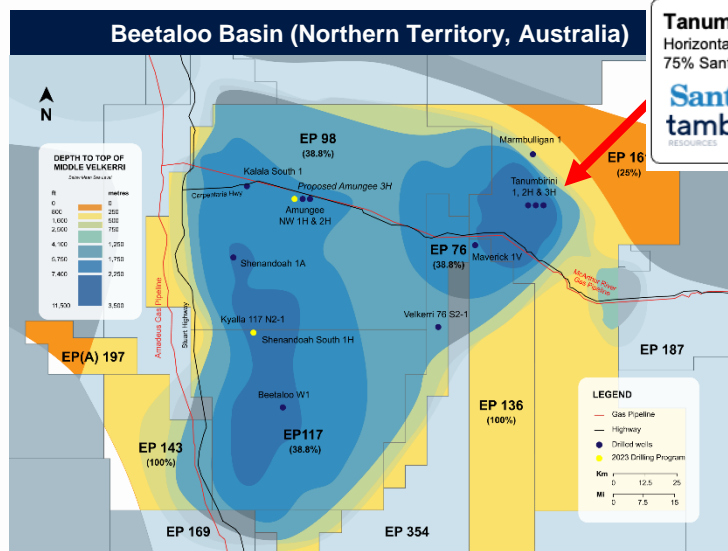 Beetaloo Basin (Northern Territory, Australia)
Tanum
Horizonta
75% Sant
Sant
tamb
RESOURCES
N
EP 98
(38.8%)
Marmbulligan 1
EP 161
(25%)
DEPTH TO TOP OF
MIDDLE VELKERRI
ft metres
0 0
800 250
1,600 500
2,500 750
4,100 1,250
5,750 1,750
7,400 2,250
11,500 3,500
Kalala South 1
Proposed Amungee 3H
Carpentaria Hwy
Amungee
NW 1H & 2H
Tanumbirini
1, 2H & 3H
EP 76
(38.8%)
Maverick 1V
Shenandoah 1A
McArthur River
Gas Pipeline
Amadeus Gas Pipeline
Stuart Highway
Kyalla 117 N2-1
Shenandoah South 1H
Velkerri 76 S2-1
EP(A) 197
EP 187
Beetaloo W1
EP117
(38.8%)
EP 136
(100%)
EP 143
(100%)
LEGEND
Gas Pipeline
Highway
Drilled wells
2023 Drilling Program
Km
0 12.5 25
Mi
0 7.5 15
EP 169
EP 354